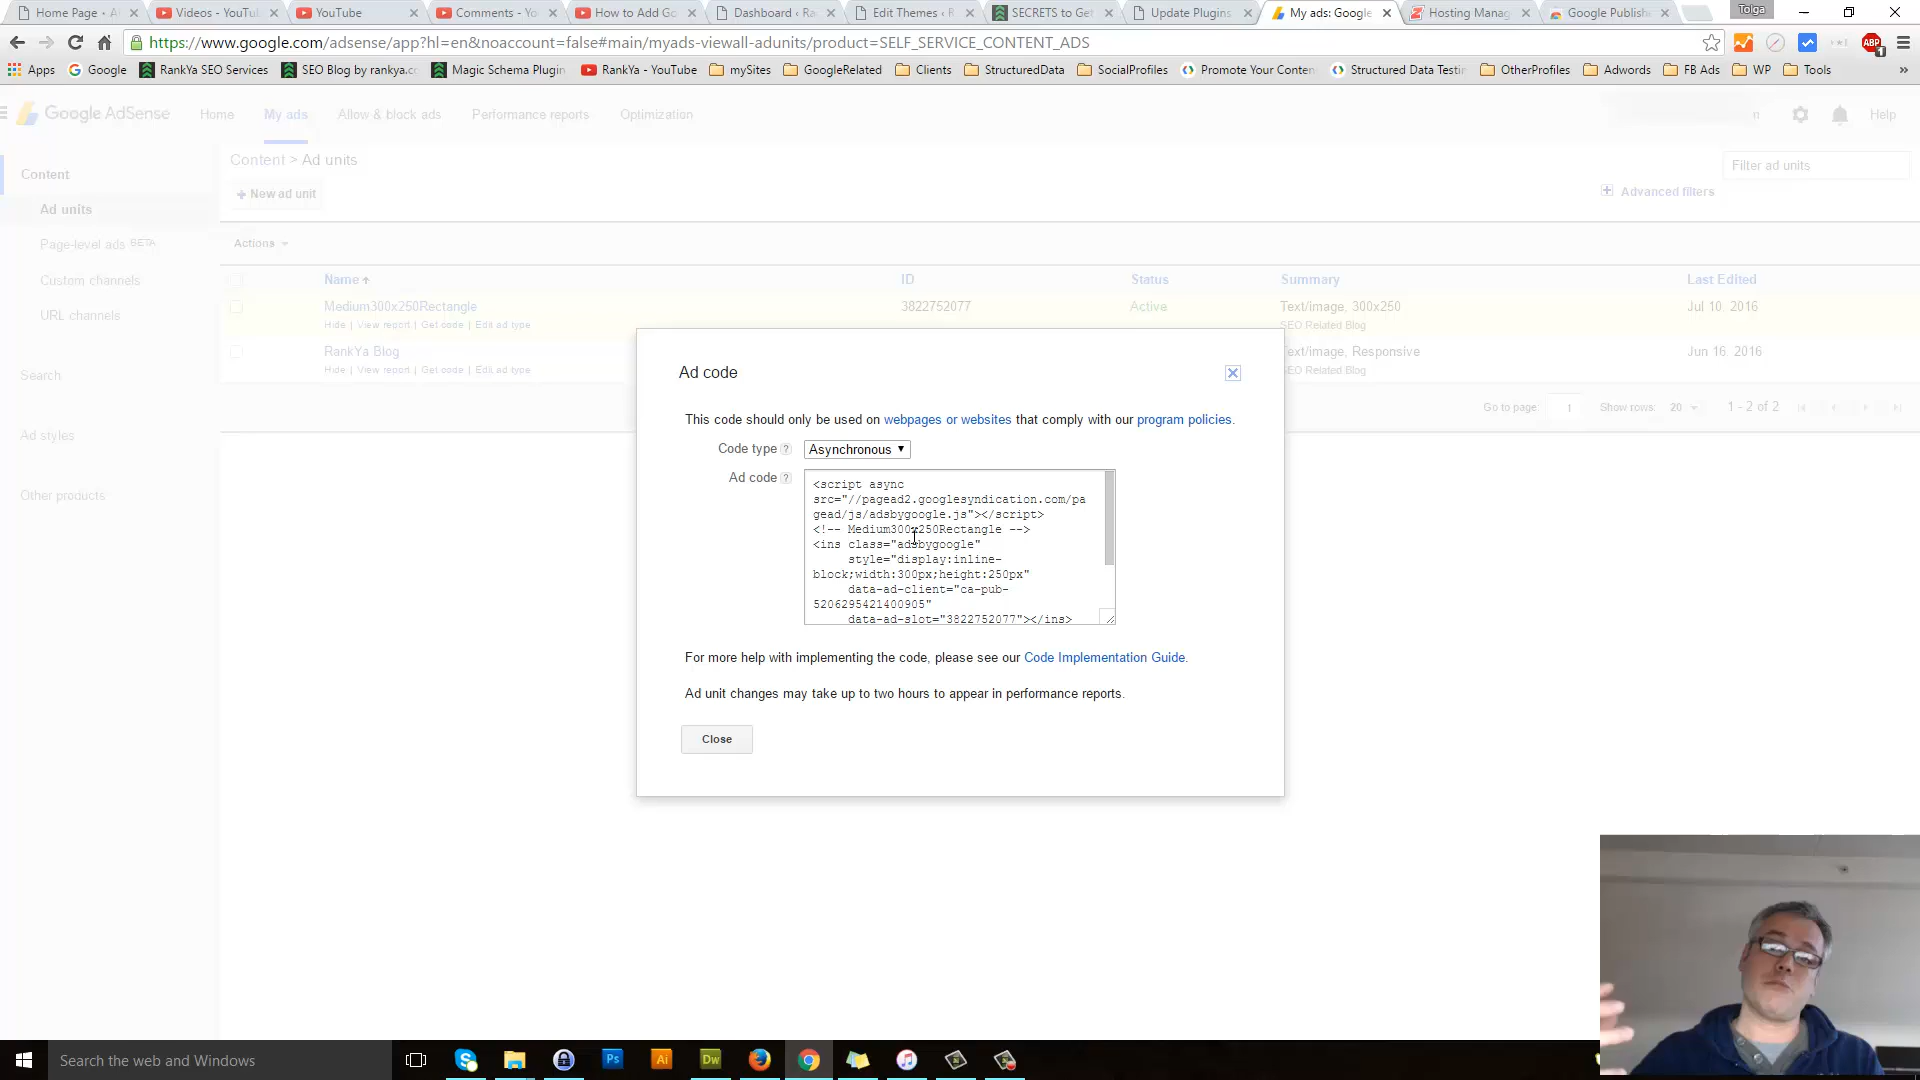 Home Page ‹ A
Videos - YouTu
YouTube
Comments - Yo
How to Add Go
Dashboard ‹ Ra
Edit Themes ‹ R
SECRETS to Get
Update Plugins
My ads: Google
Hosting Manag
Google Publish
Tolga
https://www.google.com/adsense/app?hl=en&noaccount=false#main/myads-viewall-adunits/product=SELF_SERVICE_CONTENT_ADS
ABP
1
Apps
Google
RankYa SEO Services
SEO Blog by rankya.cc
Magic Schema Plugin
RankYa - YouTube
mySites
GoogleRelated
Clients
StructuredData
SocialProfiles
Promote Your Conten
Structured Data Testin
OtherProfiles
Adwords
FB Ads
WP
Tools
»
Google AdSense
Home
My ads
Allow & block ads
Performance reports
Optimization
n
Help
Content
Ad units
Page-level ads BETA
Custom channels
URL channels
Search
Ad styles
Other products
Content > Ad units
Filter ad units
+ New ad unit
Advanced filters
Actions
Name
ID
Status
Summary
Last Edited
Medium300x250Rectangle
3822752077
Active
Text/image, 300x250
Jul 10, 2016
Hide | View report | Get code | Edit ad type
SEO Related Blog
RankYa Blog
Text/image, Responsive
Jun 16, 2016
Hide | View report | Get code | Edit ad type
SEO Related Blog
Go to page: 1
Show rows: 20
1 - 2 of 2
Ad code
This code should only be used on webpages or websites that comply with our program policies.
Code type ?
Asynchronous
Ad code ?
<script async
src="//pagead2.googlesyndication.com/pa
gead/js/adsbygoogle.js"></script>
<!-- Medium300x250Rectangle -->
<ins class="adsbygoogle"
style="display:inline-
block;width:300px;height:250px"
data-ad-client="ca-pub-
5206295421400905"
data-ad-slot="3822752077"></ins>
For more help with implementing the code, please see our Code Implementation Guide.
Ad unit changes may take up to two hours to appear in performance reports.
Close
Search the web and Windows
Ps
Ai
Dw